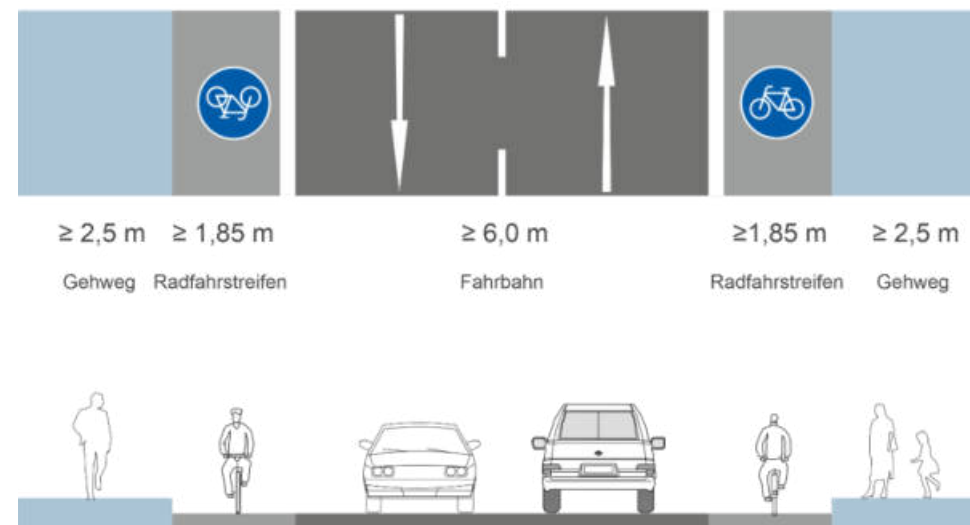 ≥ 2,5 m ≥ 1,85 m ≥ 6,0 m ≥1,85 m ≥ 2,5 m
Gehweg Radfahrstreifen Fahrbahn Radfahrstreifen Gehweg